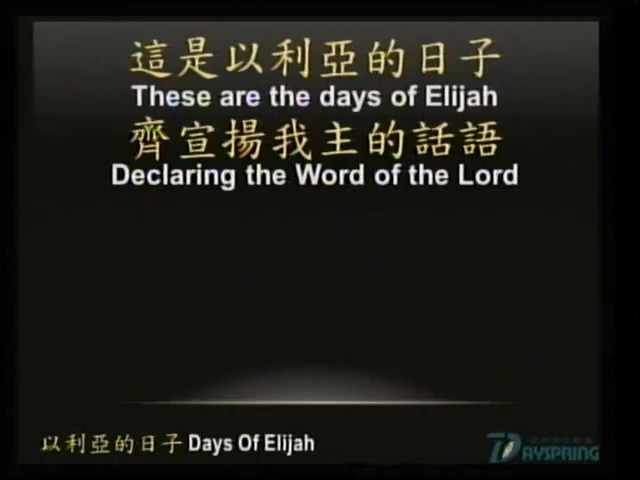 這是以利亞的日子
These are the days of Elijah
齊宣揚我主的話語
Declaring the Word of the Lord
以利亞的日子 Days Of Elijah
DAYSPRING